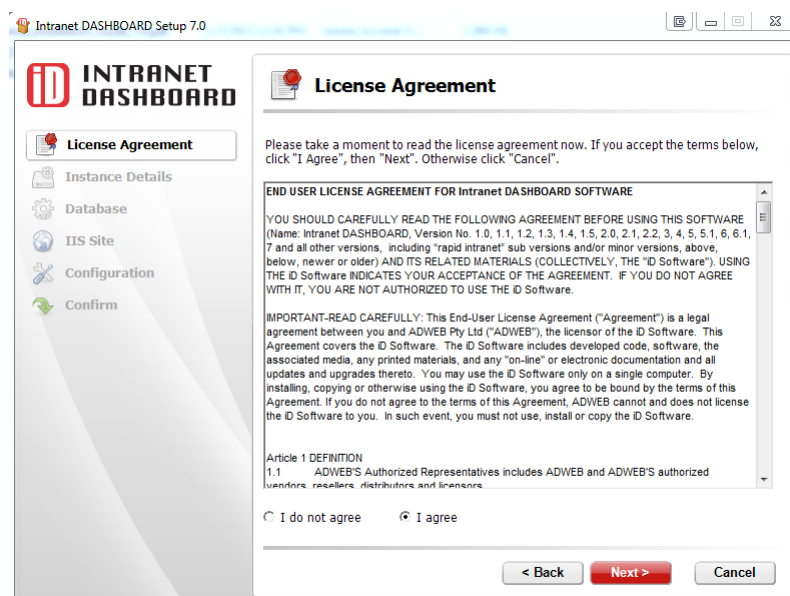 Intranet DASHBOARD Setup 7.0
iD INTRANET
DASHBOARD
License Agreement
Instance Details
Database
IIS Site
Configuration
Confirm
License Agreement
Please take a moment to read the license agreement now. If you accept the terms below,
click "I Agree", then "Next". Otherwise click "Cancel".
END USER LICENSE AGREEMENT FOR Intranet DASHBOARD SOFTWARE
YOU SHOULD CAREFULLY READ THE FOLLOWING AGREEMENT BEFORE USING THIS SOFTWARE
(Name: Intranet DASHBOARD, Version No. 1.0, 1.1, 1.2, 1.3, 1.4, 1.5, 2.0, 2.1, 2.2, 3, 4, 5, 5.1, 6, 6.1,
7 and all other versions, including "rapid intranet" sub versions and/or minor versions, above,
below, newer or older) AND ITS RELATED MATERIALS (COLLECTIVELY, THE "iD Software"). USING
THE iD Software INDICATES YOUR ACCEPTANCE OF THE AGREEMENT. IF YOU DO NOT AGREE
WITH IT, YOU ARE NOT AUTHORIZED TO USE THE iD Software.
IMPORTANT-READ CAREFULLY: This End-User License Agreement ("Agreement") is a legal
agreement between you and ADWEB Pty Ltd ("ADWEB"), the licensor of the iD Software. This
Agreement covers the iD Software. The iD Software includes developed code, software, the
associated media, any printed materials, and any "on-line" or electronic documentation and all
updates and upgrades thereto. You may use the iD Software only on a single computer. By
installing, copying or otherwise using the iD Software, you agree to be bound by the terms of this
Agreement. If you do not agree to the terms of this Agreement, ADWEB cannot and does not license
the iD Software to you. In such event, you must not use, install or copy the iD Software.
Article 1 DEFINITION
1.1 ADWEB'S Authorized Representatives includes ADWEB and ADWEB'S authorized
vendors, resellers, distributors and licensors
I do not agree I agree
< Back Next > Cancel